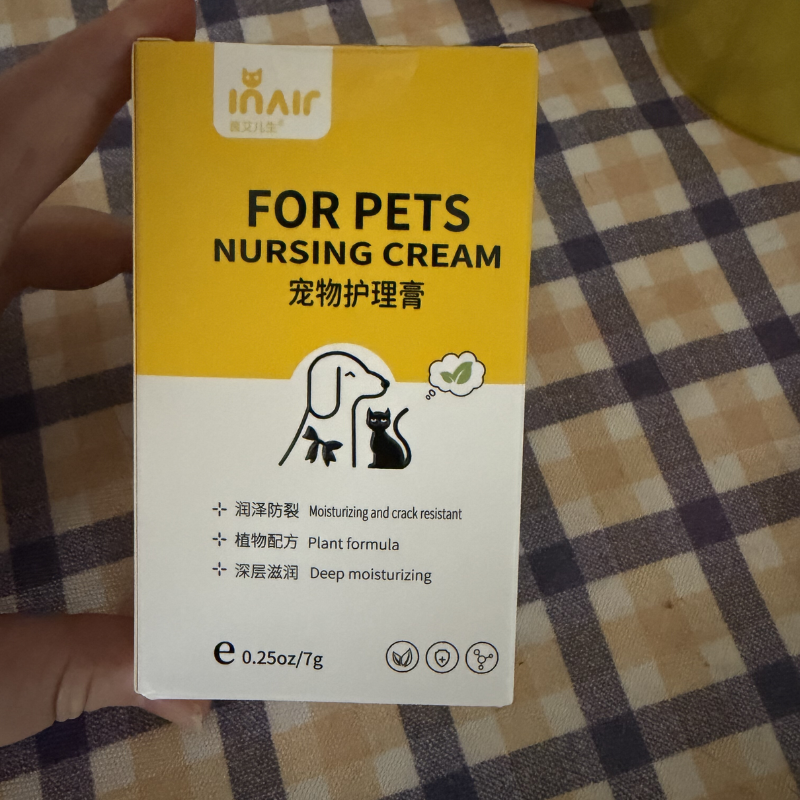 INAIR
FOR PETS
NURSING CREAM
宠物护理膏
润泽防裂 Moisturizing and crack resistant
植物配方 Plant formula
深层滋润 Deep moisturizing
e 0.25oz/7g